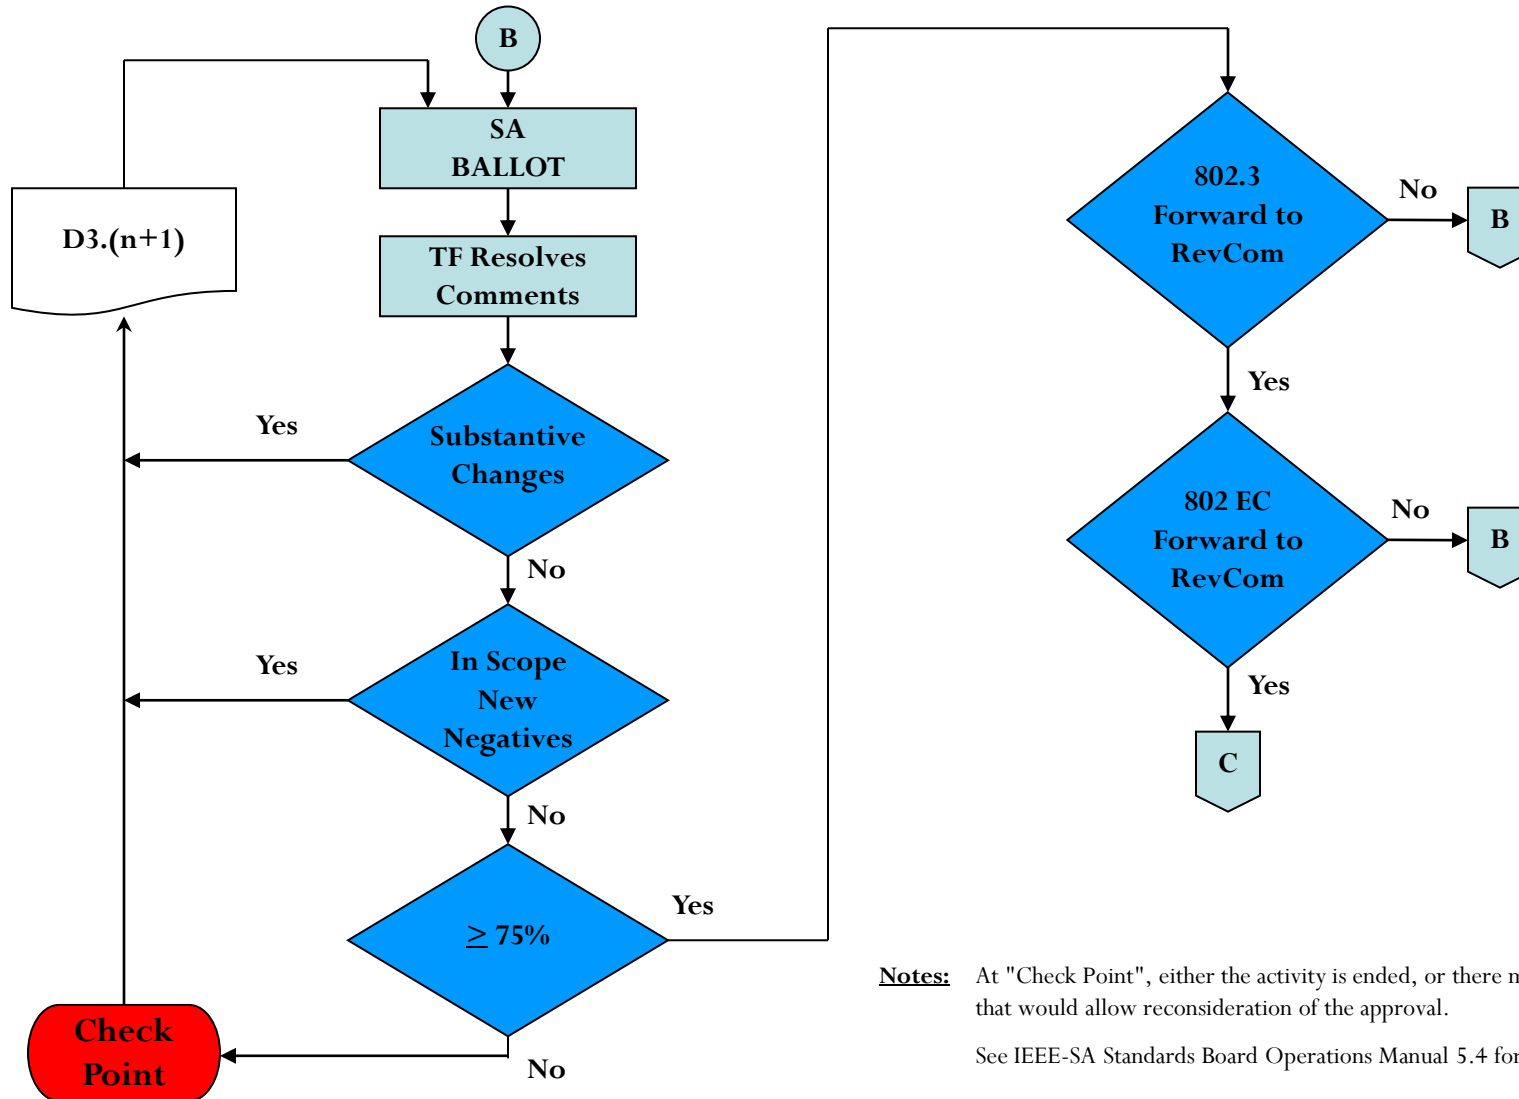 B
SA
BALLOT
D3.(n+1)
TF Resolves
Comments
Yes
Substantive
Changes
No
Yes
In Scope
New
Negatives
No
≥ 75%
Yes
Check
Point
No
802.3
Forward to
RevCom
No
B
Yes
802 EC
Forward to
RevCom
No
B
Yes
C
Notes: At "Check Point", either the activity is ended, or there
that would allow reconsideration of the approval.
See IEEE-SA Standards Board Operations Manual 5.4 for